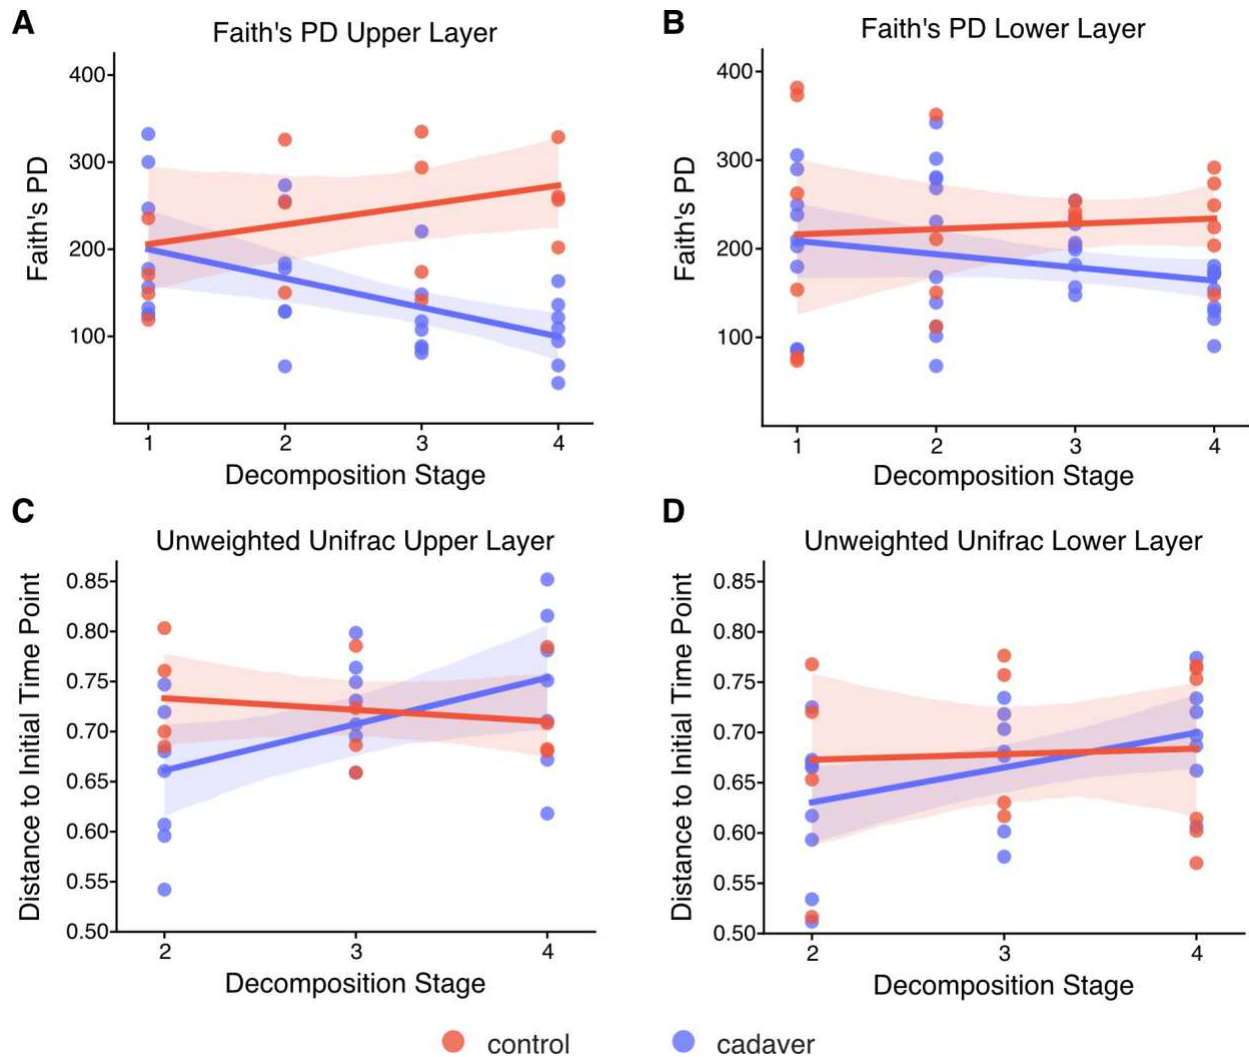 A
Faith's PD Upper Layer
400
300
200
100
Faith's PD
1 2 3 4
Decomposition Stage
B
Faith's PD Lower Layer
400
300
200
100
Faith's PD
1 2 3 4
Decomposition Stage
C
Unweighted Unifrac Upper Layer
0.85
0.80
0.75
0.70
0.65
0.60
0.55
0.50
Distance to Initial Time Point
2 3 4
Decomposition Stage
D
Unweighted Unifrac Lower Layer
0.85
0.80
0.75
0.70
0.65
0.60
0.55
0.50
Distance to Initial Time Point
2 3 4
Decomposition Stage
control cadaver